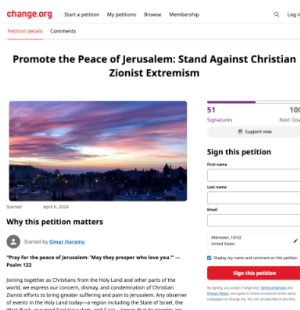 change.org
Start a petition
My petitions
Browse
Membership
Log i
Petition details
Comments
Promote the Peace of Jerusalem: Stand Against Christian
Zionist Extremism
51
100
Signatures
Next Goa
Support now
Sign this petition
First name
Last name
Email
Allentown, 18102
United States
Display my name and comment on this petition
Sign this petition
Started
April 6, 2024
Why this petition matters
Started by Omar Haramy
"Pray for the peace of Jerusalem: 'May they prosper who love you.'" —
Psalm 122
Joining together as Christians from the Holy Land and other parts of the
world, we express our concern, dismay, and condemnation of Christian
Zionist efforts to bring greater suffering and pain to Jerusalem. Any observer
of events in the Holy Land today—a region including the State of Israel, the